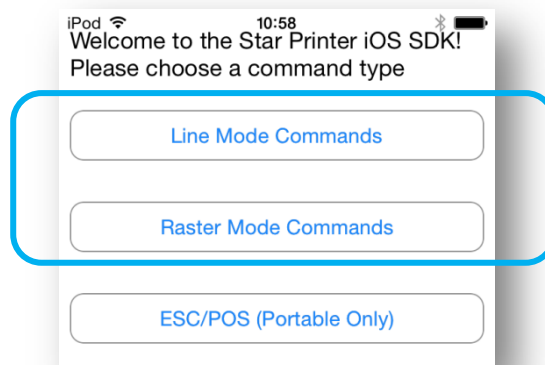 iPod 10:58
Welcome to the Star Printer iOS SDK!
Please choose a command type
Line Mode Commands
Raster Mode Commands
ESC/POS (Portable Only)